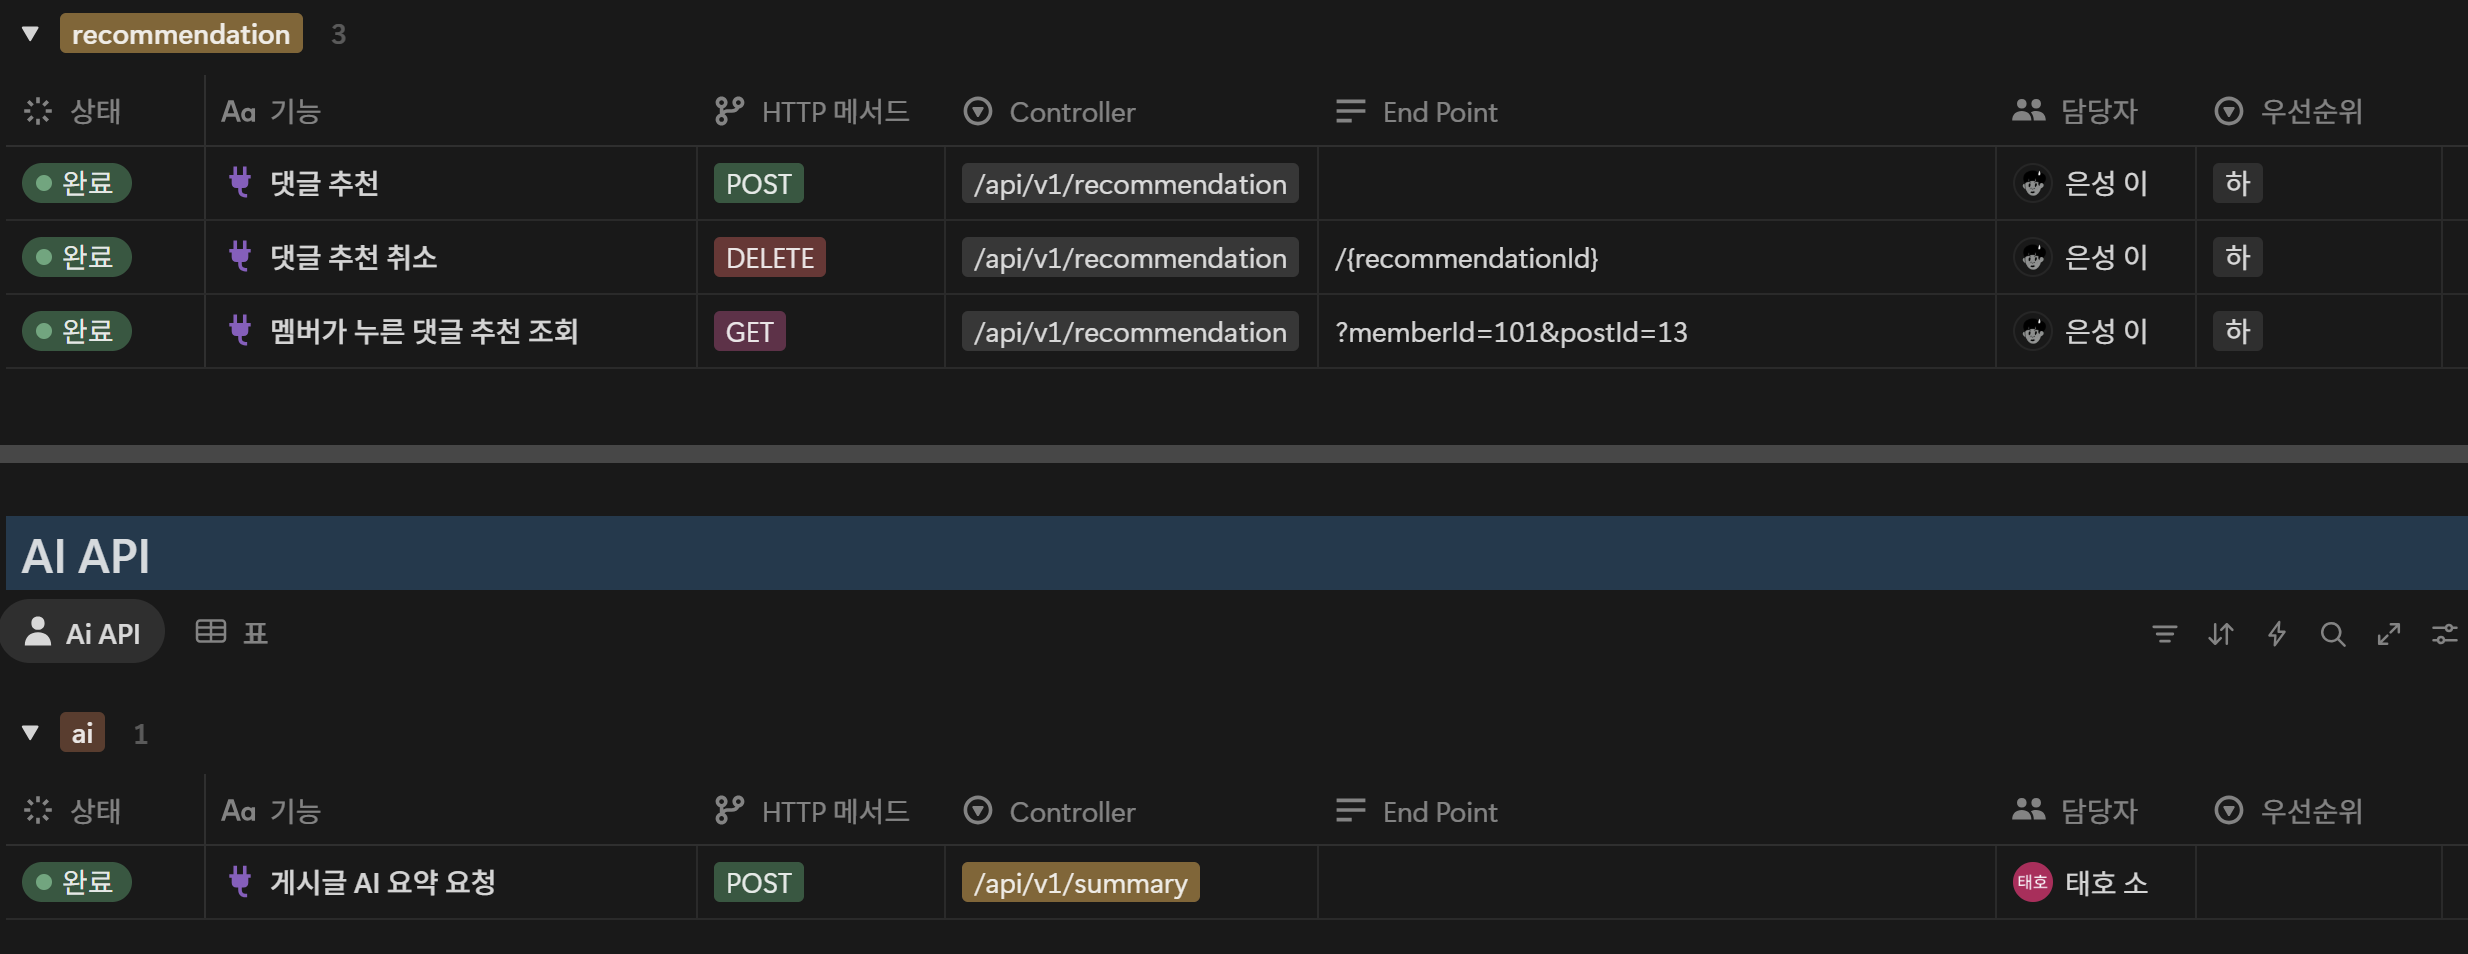 recommendation 3
상태 Aa 기능 HTTP 메서드 Controller End Point 담당자 우선순위
완료 댓글 추천 POST /api/v1/recommendation 은성 이 하
완료 댓글 추천 취소 DELETE /api/v1/recommendation /{recommendationId} 은성 이 하
완료 멤버가 누른 댓글 추천 조회 GET /api/v1/recommendation ?memberId=101&postId=13 은성 이 하
AI API
Ai API 표
ai 1
상태 Aa 기능 HTTP 메서드 Controller End Point 담당자 우선순위
완료 게시글 AI 요약 요청 POST /api/v1/summary 태호 태호 소